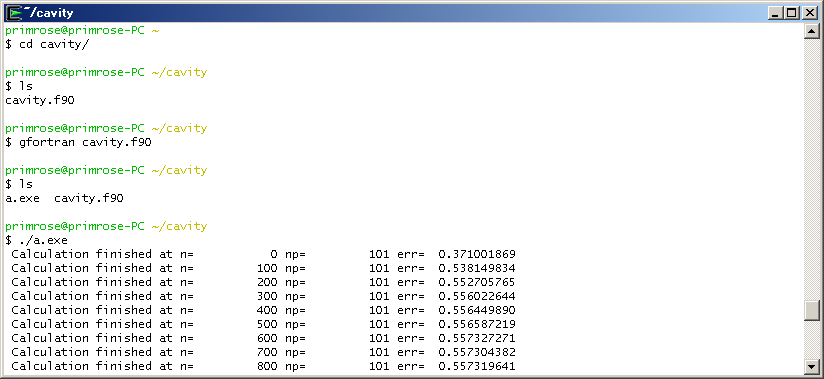 ~/cavity
primrose@primrose-PC ~
$ cd cavity/
primrose@primrose-PC ~/cavity
$ ls
cavity.f90
primrose@primrose-PC ~/cavity
$ gfortran cavity.f90
primrose@primrose-PC ~/cavity
$ ls
a.exe  cavity.f90
primrose@primrose-PC ~/cavity
$ ./a.exe
Calculation finished at n=           0 np=         101 err=  0.371001869
Calculation finished at n=         100 np=         101 err=  0.538149834
Calculation finished at n=         200 np=         101 err=  0.552705765
Calculation finished at n=         300 np=         101 err=  0.556022644
Calculation finished at n=         400 np=         101 err=  0.556449890
Calculation finished at n=         500 np=         101 err=  0.556587219
Calculation finished at n=         600 np=         101 err=  0.557327271
Calculation finished at n=         700 np=         101 err=  0.557304382
Calculation finished at n=         800 np=         101 err=  0.557319641